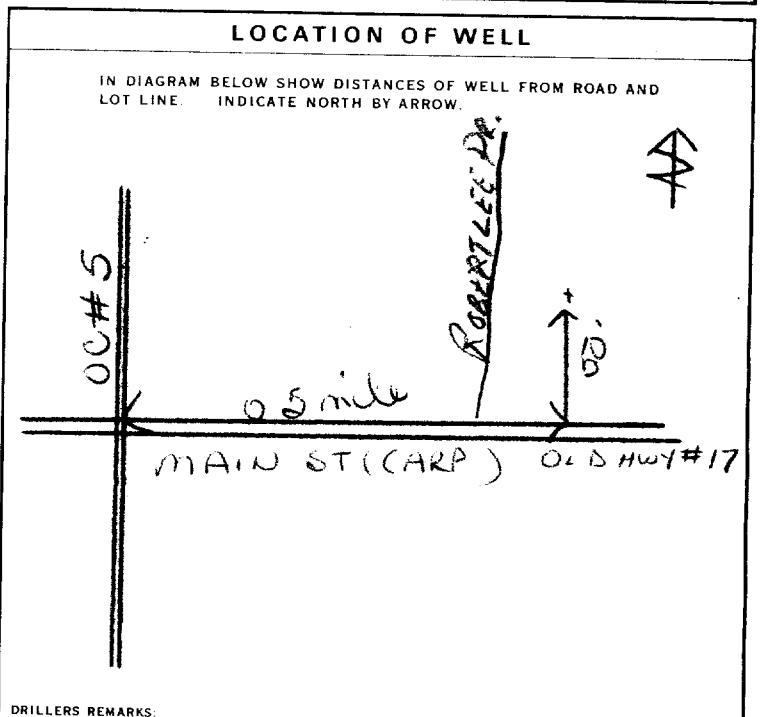 LOCATION OF WELL
IN DIAGRAM BELOW SHOW DISTANCES OF WELL FROM ROAD AND
LOT LINE. INDICATE NORTH BY ARROW.
N
ROBERT LEE DR.
OC#5
50'
0 5 mile
MAIN ST (CARP) OLD HWY #17
DRILLERS REMARKS: